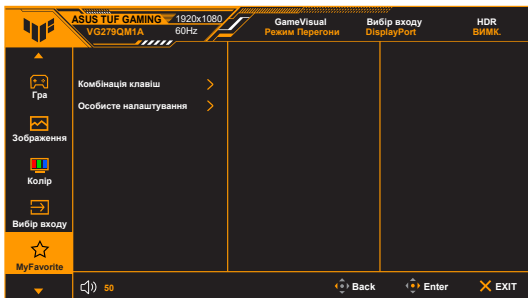 ASUS TUF GAMING 1920x1080
VG279QM1A 60Hz
GameVisual
Режим Перегони
Вибір входу
DisplayPort
HDR
ВИМК.
Гра
Зображення
Колір
Вибір входу
MyFavorite
Комбінація клавіш
Особисте налаштування
50
Back
Enter
EXIT